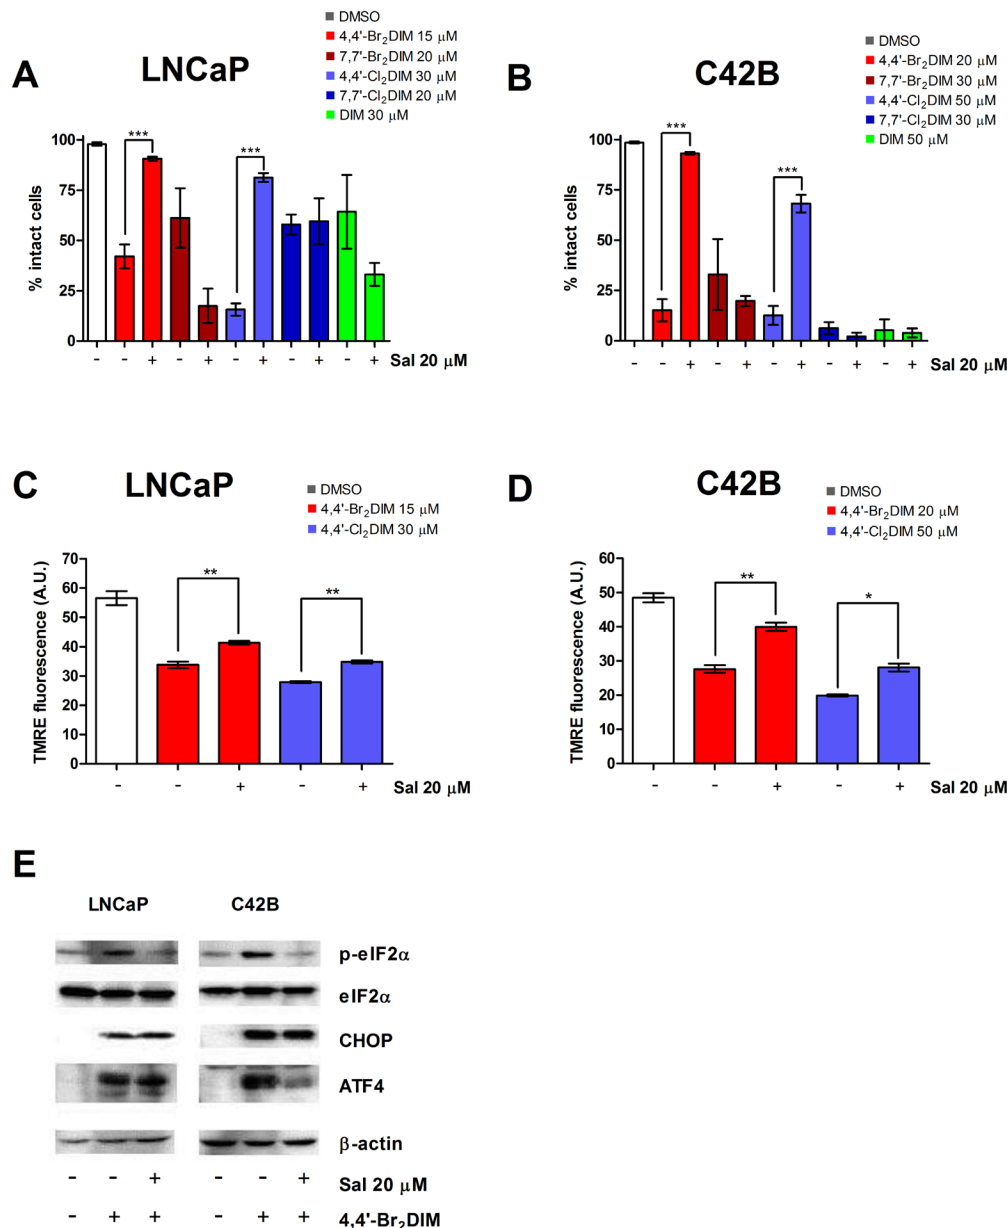 A
LNCaP
DMSO
4,4'-Br₂DIM 15 μM
7,7'-Br₂DIM 20 μM
4,4'-Cl₂DIM 30 μM
7,7'-Cl₂DIM 20 μM
DIM 30 μM
% intact cells
100
75
50
25
0
***
***
- - + - + - + - + - + Sal 20 μM
B
C42B
DMSO
4,4'-Br₂DIM 20 μM
7,7'-Br₂DIM 30 μM
4,4'-Cl₂DIM 50 μM
7,7'-Cl₂DIM 30 μM
DIM 50 μM
% intact cells
100
75
50
25
0
***
***
- - + - + - + - + - + Sal 20 μM
C
LNCaP
DMSO
4,4'-Br₂DIM 15 μM
4,4'-Cl₂DIM 30 μM
TMRE fluorescence (A.U.)
70
60
50
40
30
20
10
0
**
**
- - + - + Sal 20 μM
D
C42B
DMSO
4,4'-Br₂DIM 20 μM
4,4'-Cl₂DIM 50 μM
TMRE fluorescence (A.U.)
60
50
40
30
20
10
0
**
*
- - + - + Sal 20 μM
E
LNCaP C42B
p-eIF2α
eIF2α
CHOP
ATF4
β-actin
- - + - - + Sal 20 μM
- + + - + + 4,4'-Br₂DIM